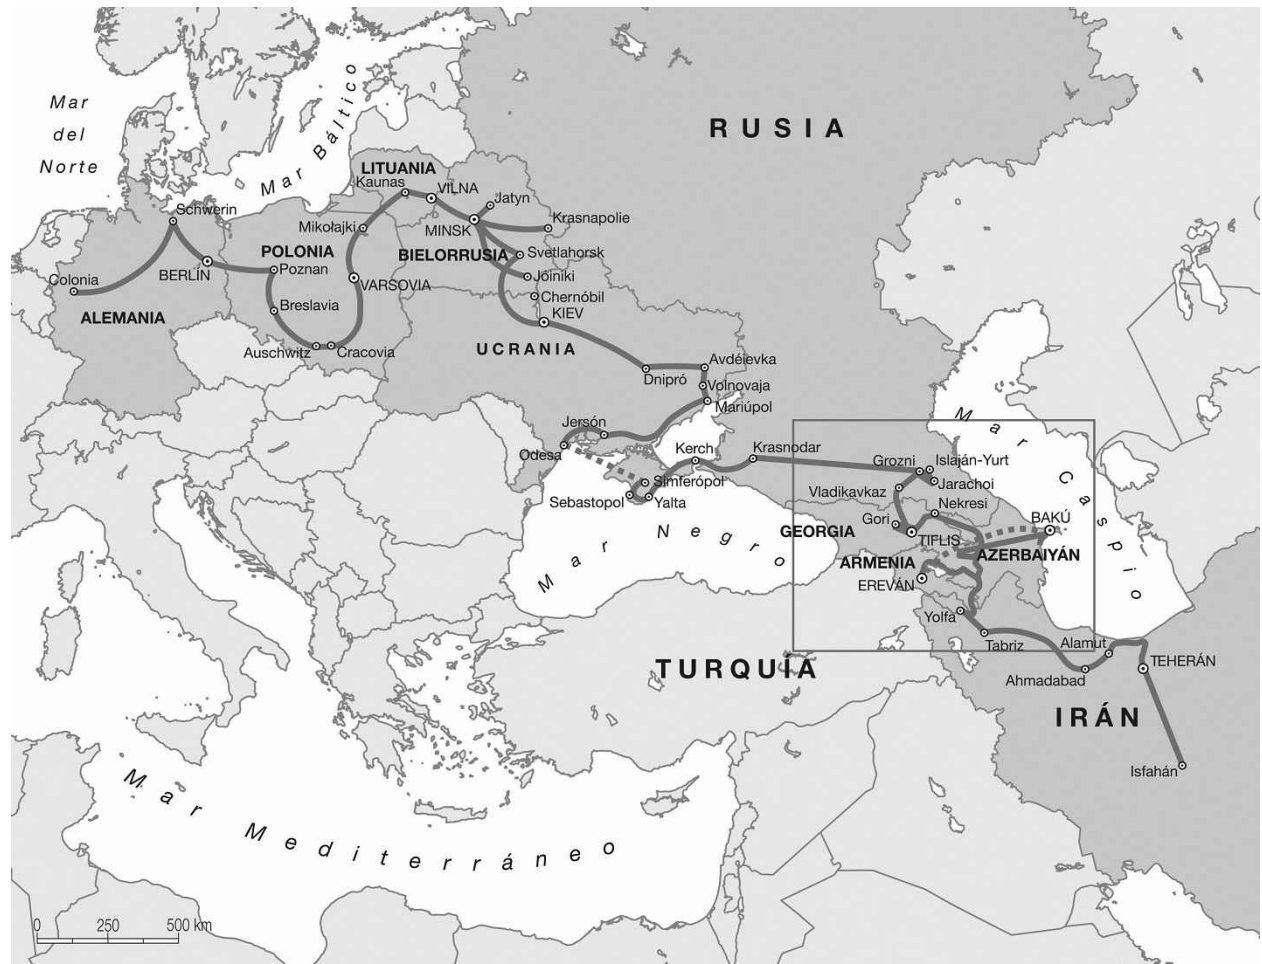 Mar
del
Norte
Mar Báltico
RUSIA
LITUANIA
Kaunas
VILNA
Jatyn
Schwerin
Mikołajki
MINSK
Krasnapolie
POLONIA
BIELORRUSIA
Svetlahorsk
BERLÍN
Poznan
Jóiniki
Colonia
VARSOVIA
Chernóbil
ALEMANIA
Breslavia
KIEV
Auschwitz
Cracovia
UCRANIA
Avdéievka
Dnipró
Volnovaja
Mariúpol
Jersón
Odesa
Kerch
Krasnodar
Mar Caspio
Grozni
Islaján-Yurt
Simferópol
Jarachoi
Sebastopol
Yalta
Vladikavkaz
Nekresi
Mar Negro
Gori
BAKÚ
GEORGIA
TIFLIS
ARMENIA
AZERBAIYÁN
EREVÁN
Yolfa
Tabriz
Alamut
TEHERÁN
TURQUÍA
Ahmadabad
IRÁN
Isfahán
Mar Mediterráneo
0 250 500 km